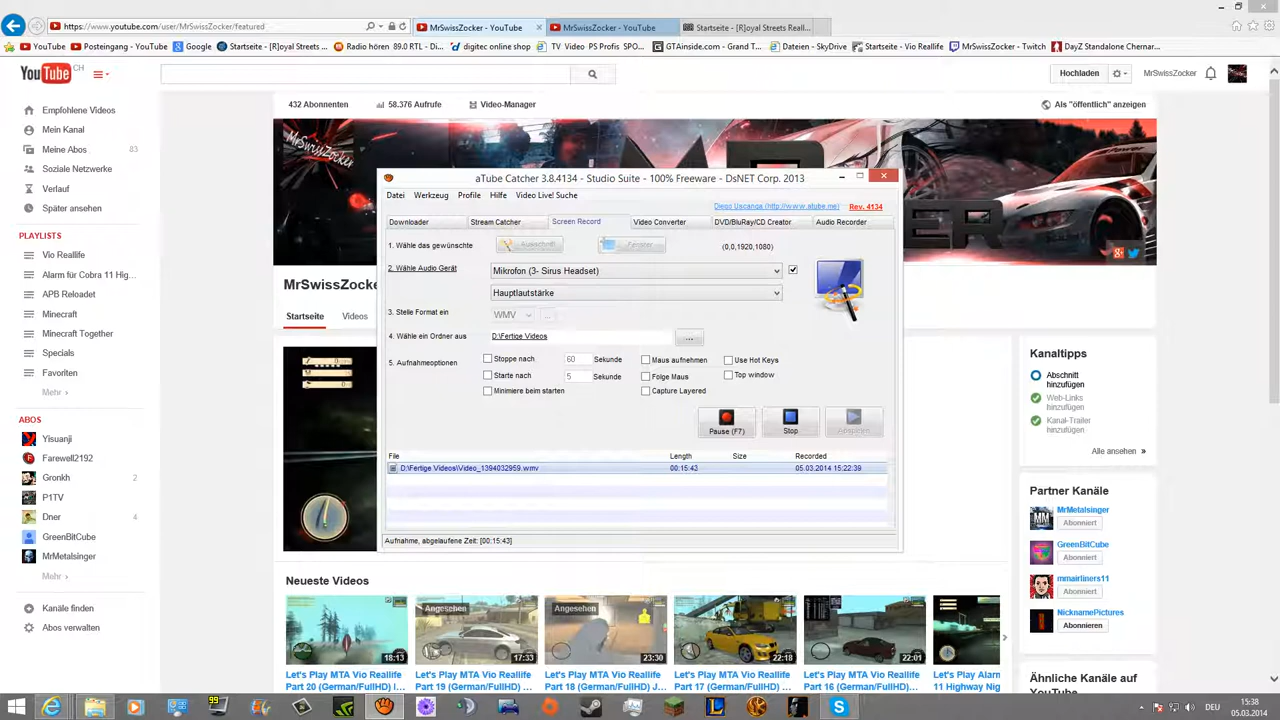 https://www.youtube.com/user/MrSwissZocker/featured
MrSwissZocker - YouTube
MrSwissZocker - YouTube
Startseite - [R]oyal Streets Reall...
YouTube
Posteingang - YouTube
Google
Startseite - [R]oyal Streets ...
Radio hören 89.0 RTL - Di...
digitec online shop
TV Video PS Profis SPO...
GTAinside.com - Grand T...
Dateien - SkyDrive
Startseite - Vio Reallife
MrSwissZocker - Twitch
DayZ Standalone Chernar...
YouTube CH
Hochladen
MrSwissZocker
432 Abonnenten
58.376 Aufrufe
Video-Manager
Als "öffentlich" anzeigen
Empfohlene Videos
Mein Kanal
Meine Abos 83
Soziale Netzwerke
Verlauf
Später ansehen
PLAYLISTS
Vio Reallife
Alarm für Cobra 11 Hig...
APB Reloadet
Minecraft
Minecraft Together
Specials
Favoriten
Mehr ›
ABOS
Yisuanji
Farewell2192
Gronkh 2
P1TV
Dner 4
GreenBitCube
MrMetalsinger
Mehr ›
Kanäle finden
Abos verwalten
MrSwissZocker
MrSwissZocke
Startseite
Videos
aTube Catcher 3.8.4134 - Studio Suite - 100% Freeware - DsNET Corp. 2013
Datei Werkzeug Profile Hilfe Video Live! Suche
Diego Uscanga (http://www.atube.me) Rev. 4134
Downloader Stream Catcher Screen Record Video Converter DVD/BluRay/CD Creator Audio Recorder
1. Wähle das gewünschte Ausschnitt Fenster (0,0,1920,1080)
2. Wähle Audio Gerät Mikrofon (3- Sirus Headset)
Hauptlautstärke
3. Stelle Format ein WMV ...
4. Wähle ein Ordner aus D:\Fertige Videos ...
5. Aufnahmeoptionen
Stoppe nach 60 Sekunde Maus aufnehmen Use Hot Keys
Starte nach 5 Sekunde Folge Maus Top window
Minimiere beim starten Capture Layered
Pause (F7) Stop Abspielen
File Length Size Recorded
D:\Fertige Videos\Video_1394032959.wmv 00:15:43 05.03.2014 15:22:39
Aufnahme, abgelaufene Zeit: [00:15:43]
Kanaltipps
Abschnitt
hinzufügen
Web-Links
hinzufügen
Kanal-Trailer
hinzufügen
Alle ansehen »
Partner Kanäle
MrMetalsinger
Abonniert
GreenBitCube
Abonniert
mmairliners11
Abonniert
NicknamePictures
Abonnieren
Ähnliche Kanäle auf
YouTube
Neueste Videos
18:13
Angesehen
17:33
Angesehen
23:30
22:18
22:01
Let's Play MTA Vio Reallife
Part 20 (German/FullHD) i...
Let's Play MTA Vio Reallife
Part 19 (German/FullHD) ...
Let's Play MTA Vio Reallife
Part 18 (German/FullHD) J...
Let's Play MTA Vio Reallife
Part 17 (German/FullHD) ...
Let's Play MTA Vio Reallife
Part 16 (German/FullHD) ...
Let's Play Alarm
11 Highway Nig
99
DEU
15:38
05.03.2014